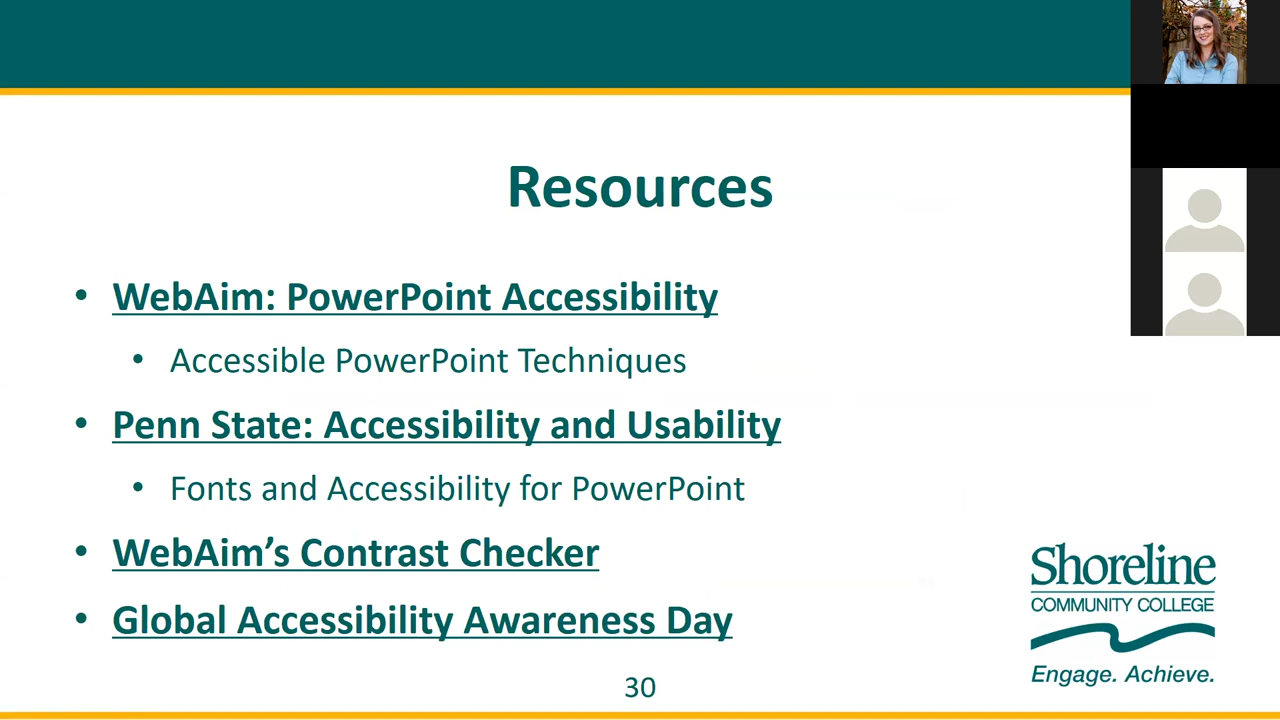 Resources
• WebAim: PowerPoint Accessibility
• Accessible PowerPoint Techniques
• Penn State: Accessibility and Usability
• Fonts and Accessibility for PowerPoint
• WebAim’s Contrast Checker
• Global Accessibility Awareness Day
Shoreline
COMMUNITY COLLEGE
Engage. Achieve.
30